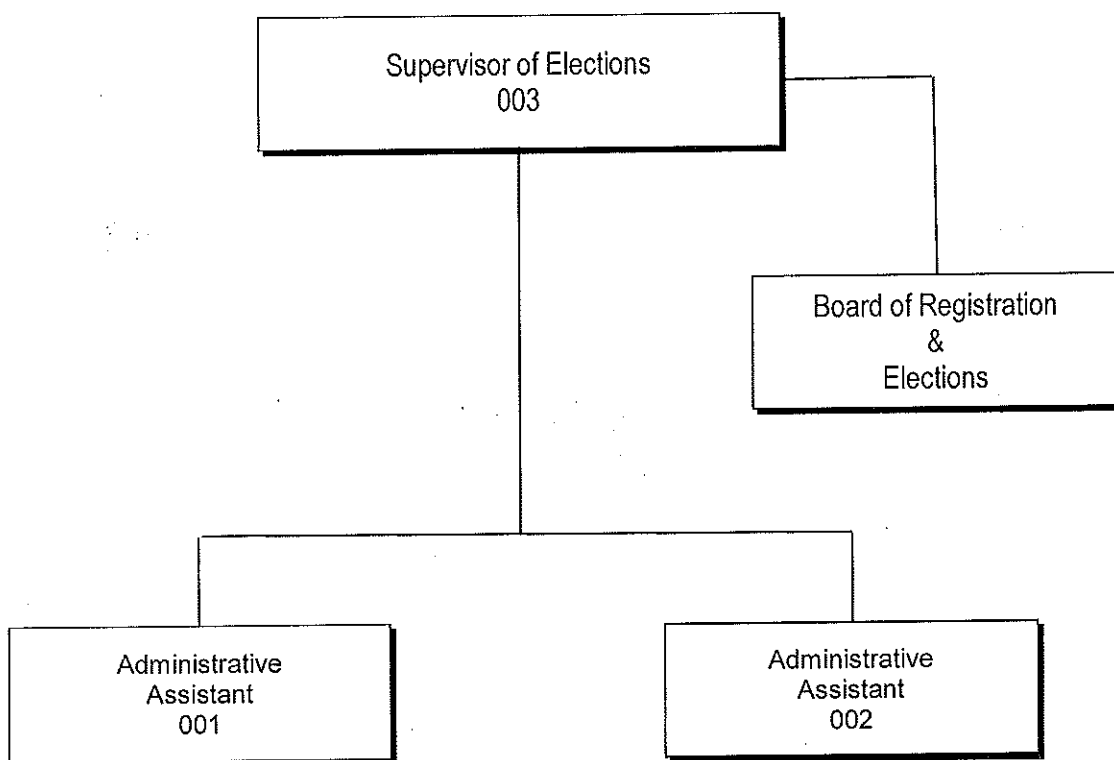 Supervisor of Elections
003
Board of Registration
&
Elections
Administrative
Assistant
001
Administrative
Assistant
002